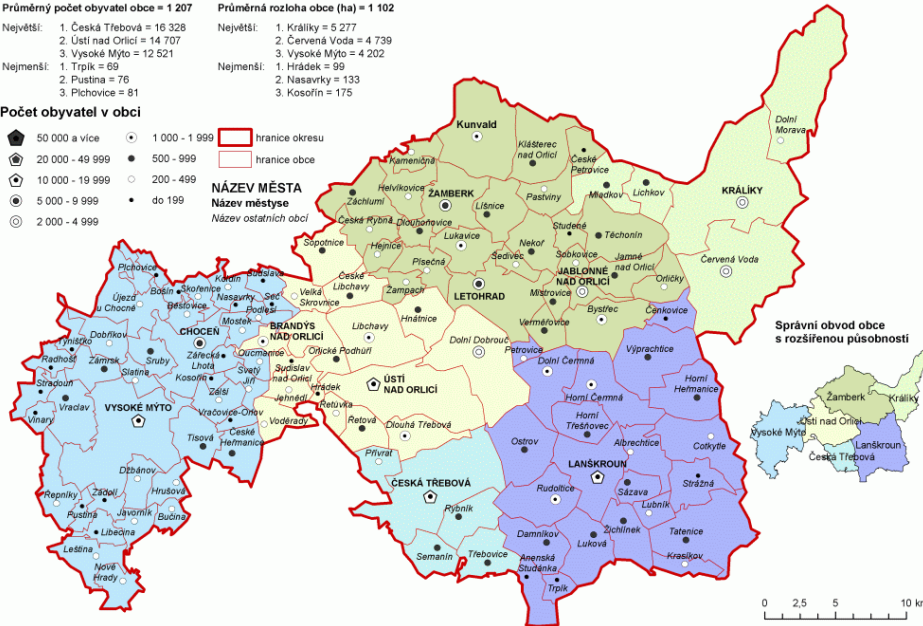 Průměrný počet obyvatel obce = 1 207
Největší: 1. Česká Třebová = 16 328
2. Ústí nad Orlicí = 14 707
3. Vysoké Mýto = 12 521
Nejmenší: 1. Trpík = 69
2. Pustina = 76
3. Plchovice = 81
Průměrná rozloha obce (ha) = 1 102
Největší: 1. Králíky = 5 277
2. Červená Voda = 4 739
3. Vysoké Mýto = 4 202
Nejmenší: 1. Hrádek = 99
2. Nasavrky = 133
3. Kosořín = 175
Počet obyvatel v obci
50 000 a více
20 000 - 49 999
10 000 - 19 999
5 000 - 9 999
2 000 - 4 999
1 000 - 1 999
500 - 999
200 - 499
do 199
hranice okresu
hranice obce
NÁZEV MĚSTA
Název městyse
Název ostatních obcí
Dolní
Morava
Kunvald
Klášterec
nad Orlicí
České
Petrovice
Kameničná
Mladkov
Lichkov
KRÁLÍKY
Helvíkovice
ŽAMBERK
Pastviny
Záchlumí
Líšnice
Česká Rybná
Dlouhoňovice
Studené
Těchonín
Lukavice
Sopotnice
Hejnice
Nekoř
Sobkovice
Jamné
nad Orlicí
Červená Voda
Písečná
Sedivec
JABLONNÉ
NAD ORLICÍ
Orličky
České
Libchavy
Žampach
LETOHRAD
Mistrovice
Bystřec
Čenkovice
Velká
Skrovnice
Hnátnice
Verměřovice
Plchovice
Bošín
Skořenice
Koldín
Běstovice
Nasavrky
Seč
Podlesí
Mostek
Újezd
u Chocně
CHOCEŇ
BRANDÝS
NAD ORLICÍ
Libchavy
Dolní Dobrouč
Petrovice
Výprachtice
Dobříkov
Týnišťko
Radhošť
Zámrsk
Sruby
Slatina
Zářecká
Lhota
Oucmanice
Orlické Podhůří
Dolní Čermná
Horní
Heřmanice
Kosořín
Svatý
Jiří
Sudislav
nad Orlicí
ÚSTÍ
NAD ORLICÍ
Horní Čermná
Stradouň
Vinary
Vraclav
VYSOKÉ MÝTO
Zálší
Jehnědí
Hrádek
Řetůvka
Řetová
Vračovice-Orlov
Voděrady
Tisová
České
Heřmanice
Dlouhá Třebová
Horní
Třešňovec
Ostrov
Albrechtice
Cotkytle
Přívrat
Džbánov
LANŠKROUN
ČESKÁ TŘEBOVÁ
Strážná
Sázava
Rudoltice
Lubník
Řepníky
Zádolí
Hrušová
Pustina
Javorník
Bučina
Rybník
Žichlínek
Libecina
Damníkov
Luková
Tatenice
Leština
Semanín
Třebovice
Anenská
Studánka
Krasíkov
Nové
Hrady
Trpík
Správní obvod obce
s rozšířenou působností
Žamberk
Králíky
Vysoké Mýto
Ústí nad Orlicí
Lanškroun
Česká Třebová
0 2,5 5 10 km